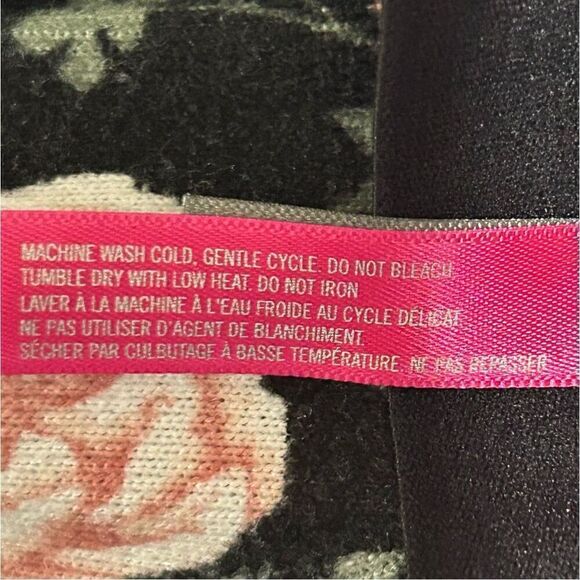 MACHINE WASH COLD, GENTLE CYCLE. DO NOT BLEACH.
TUMBLE DRY WITH LOW HEAT. DO NOT IRON
LAVER À LA MACHINE À L'EAU FROIDE AU CYCLE DÉLICAT.
NE PAS UTILISER D'AGENT DE BLANCHIMENT.
SÉCHER PAR CULBUTAGE À BASSE TEMPÉRATURE. NE PAS REPASSER